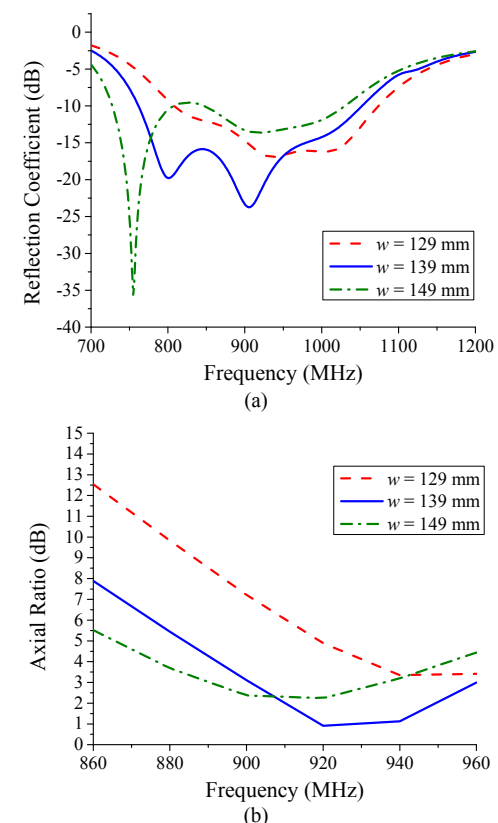 0
-5
-10
-15
-20
-25
-30
-35
-40
Reflection Coefficient (dB)
w = 129 mm
w = 139 mm
w = 149 mm
700 800 900 1000 1100 1200
Frequency (MHz)
(a)
15
14
13
12
11
10
9
8
7
6
5
4
3
2
1
0
Axial Ratio (dB)
w = 129 mm
w = 139 mm
w = 149 mm
860 880 900 920 940 960
Frequency (MHz)
(b)